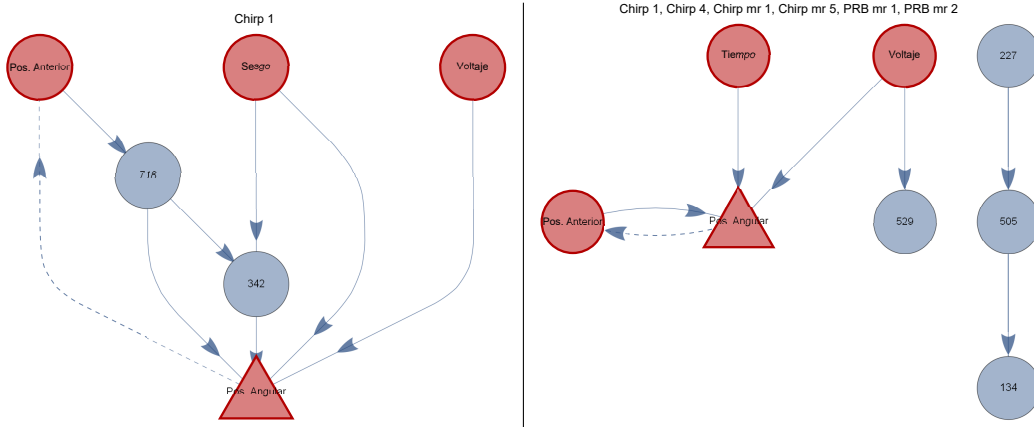 Chirp 1
Pos. Anterior
Sesgo
Voltaje
718
342
Pos. Angular
Chirp 1, Chirp 4, Chirp mr 1, Chirp mr 5, PRB mr 1, PRB mr 2
Tiempo
Voltaje
227
Pos. Anterior
Pos. Angular
529
505
134